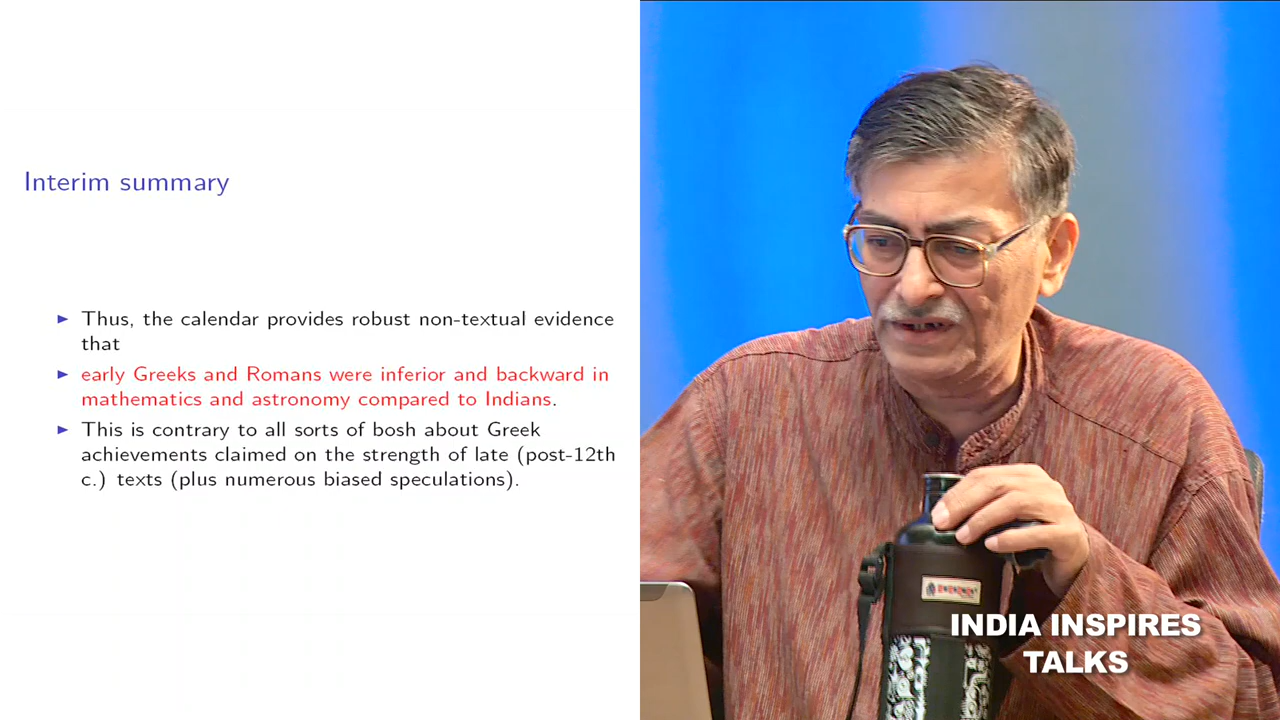 Interim summary
► Thus, the calendar provides robust non-textual evidence
that
► early Greeks and Romans were inferior and backward in
mathematics and astronomy compared to Indians.
► This is contrary to all sorts of bosh about Greek
achievements claimed on the strength of late (post-12th
c.) texts (plus numerous biased speculations).
INDIA INSPIRES
TALKS